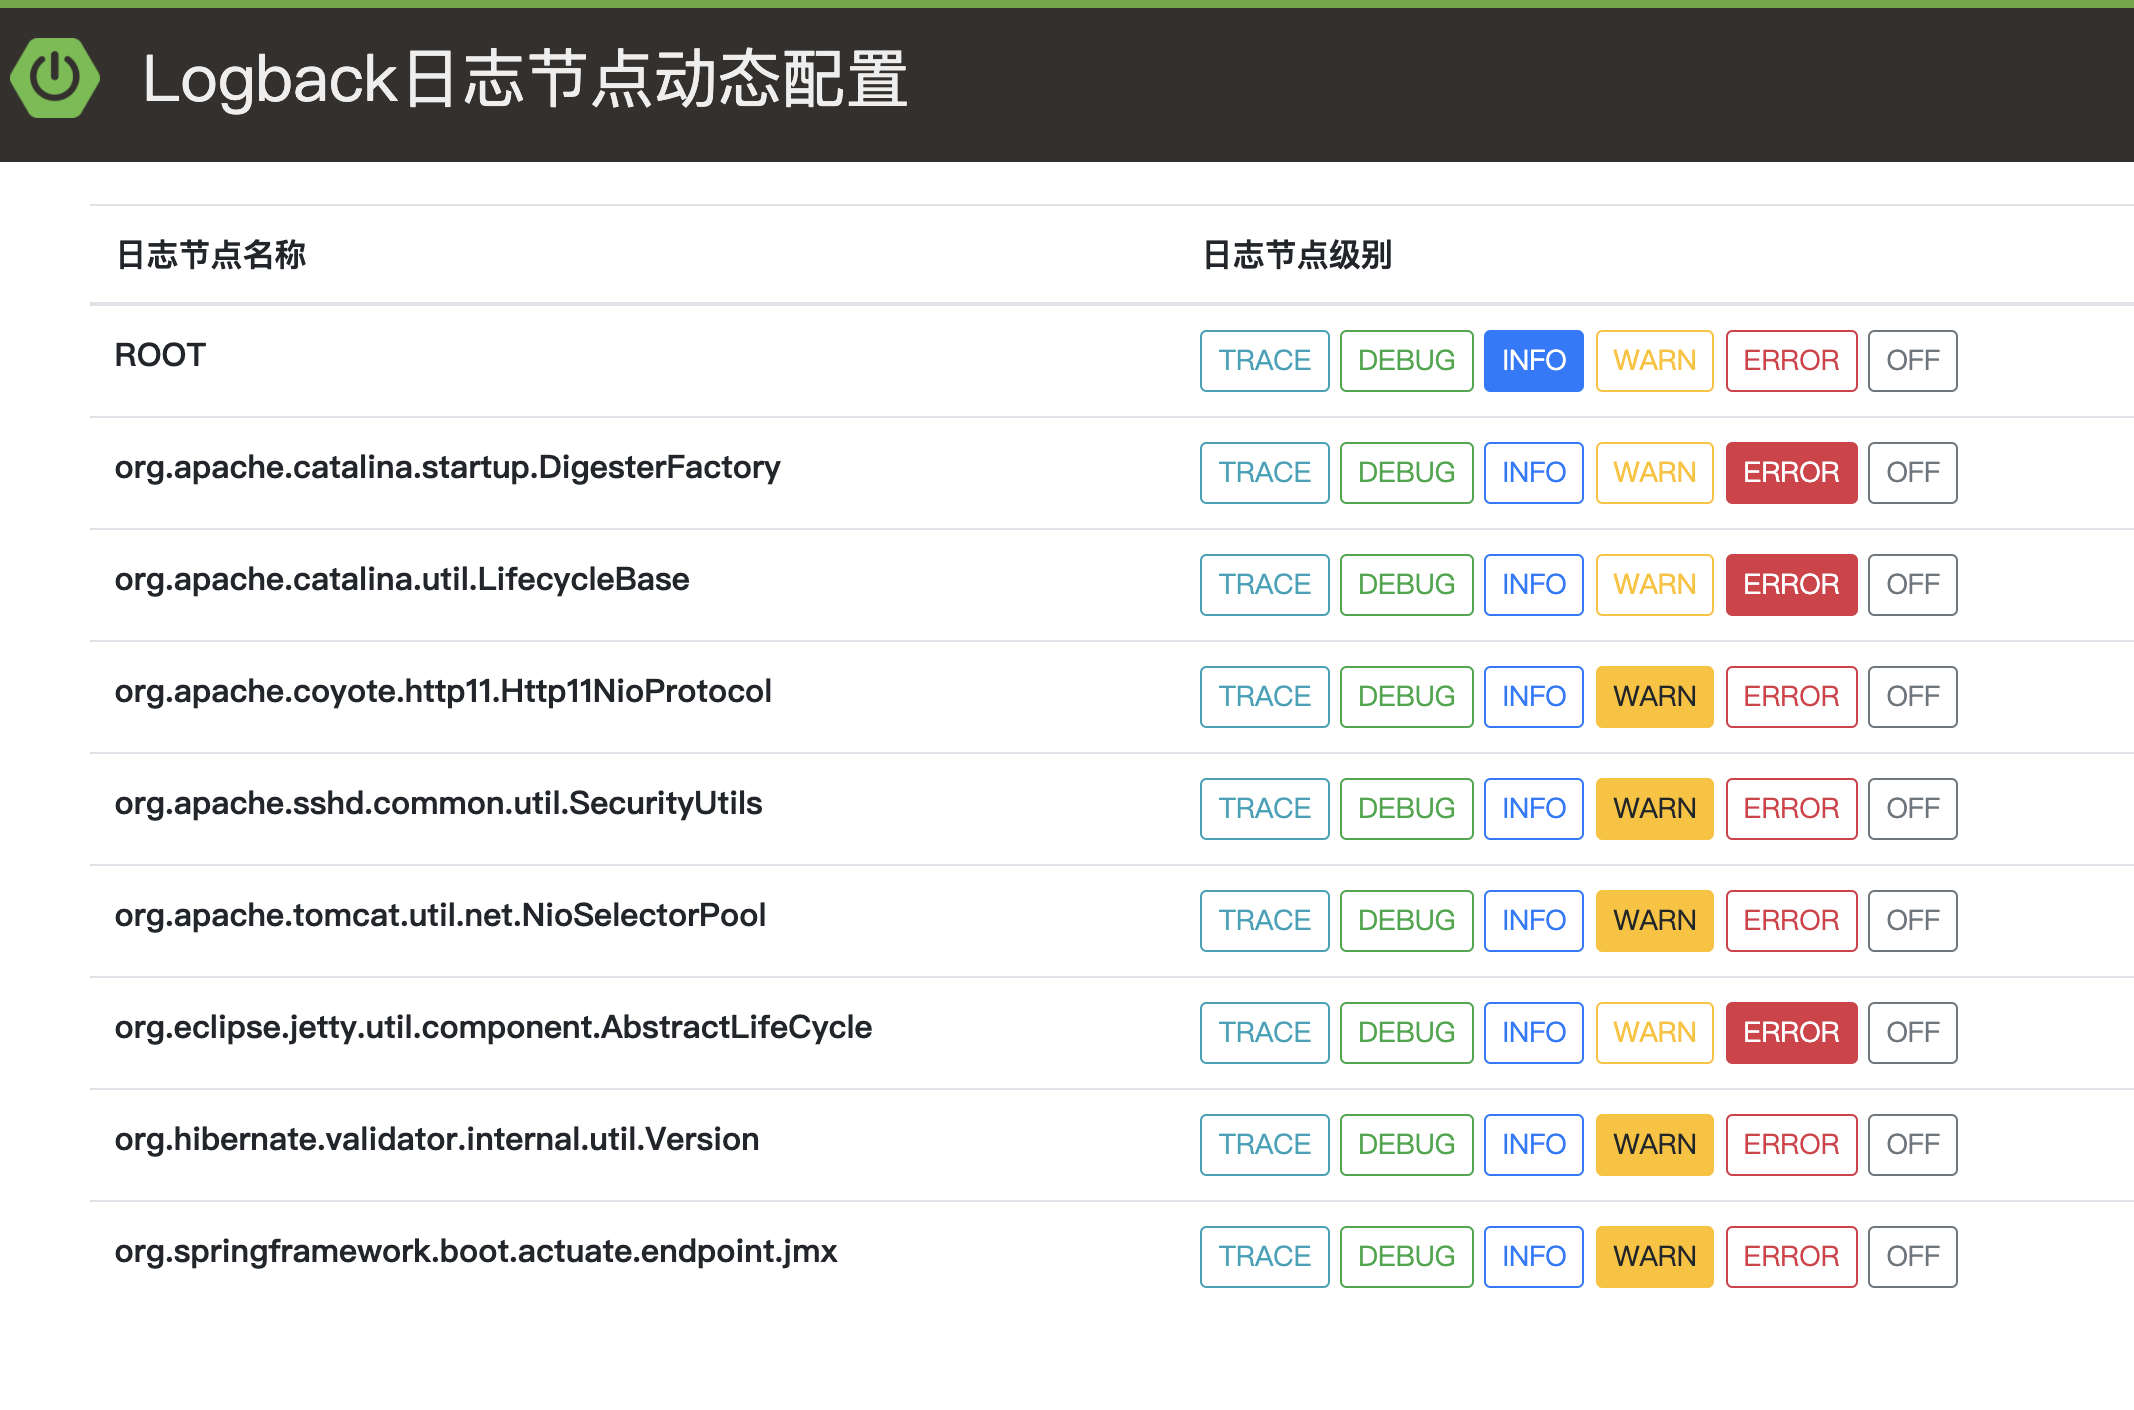 Logback日志节点动态配置
日志节点名称 日志节点级别
ROOT TRACE DEBUG INFO WARN ERROR OFF
org.apache.catalina.startup.DigesterFactory TRACE DEBUG INFO WARN ERROR OFF
org.apache.catalina.util.LifecycleBase TRACE DEBUG INFO WARN ERROR OFF
org.apache.coyote.http11.Http11NioProtocol TRACE DEBUG INFO WARN ERROR OFF
org.apache.sshd.common.util.SecurityUtils TRACE DEBUG INFO WARN ERROR OFF
org.apache.tomcat.util.net.NioSelectorPool TRACE DEBUG INFO WARN ERROR OFF
org.eclipse.jetty.util.component.AbstractLifeCycle TRACE DEBUG INFO WARN ERROR OFF
org.hibernate.validator.internal.util.Version TRACE DEBUG INFO WARN ERROR OFF
org.springframework.boot.actuate.endpoint.jmx TRACE DEBUG INFO WARN ERROR OFF